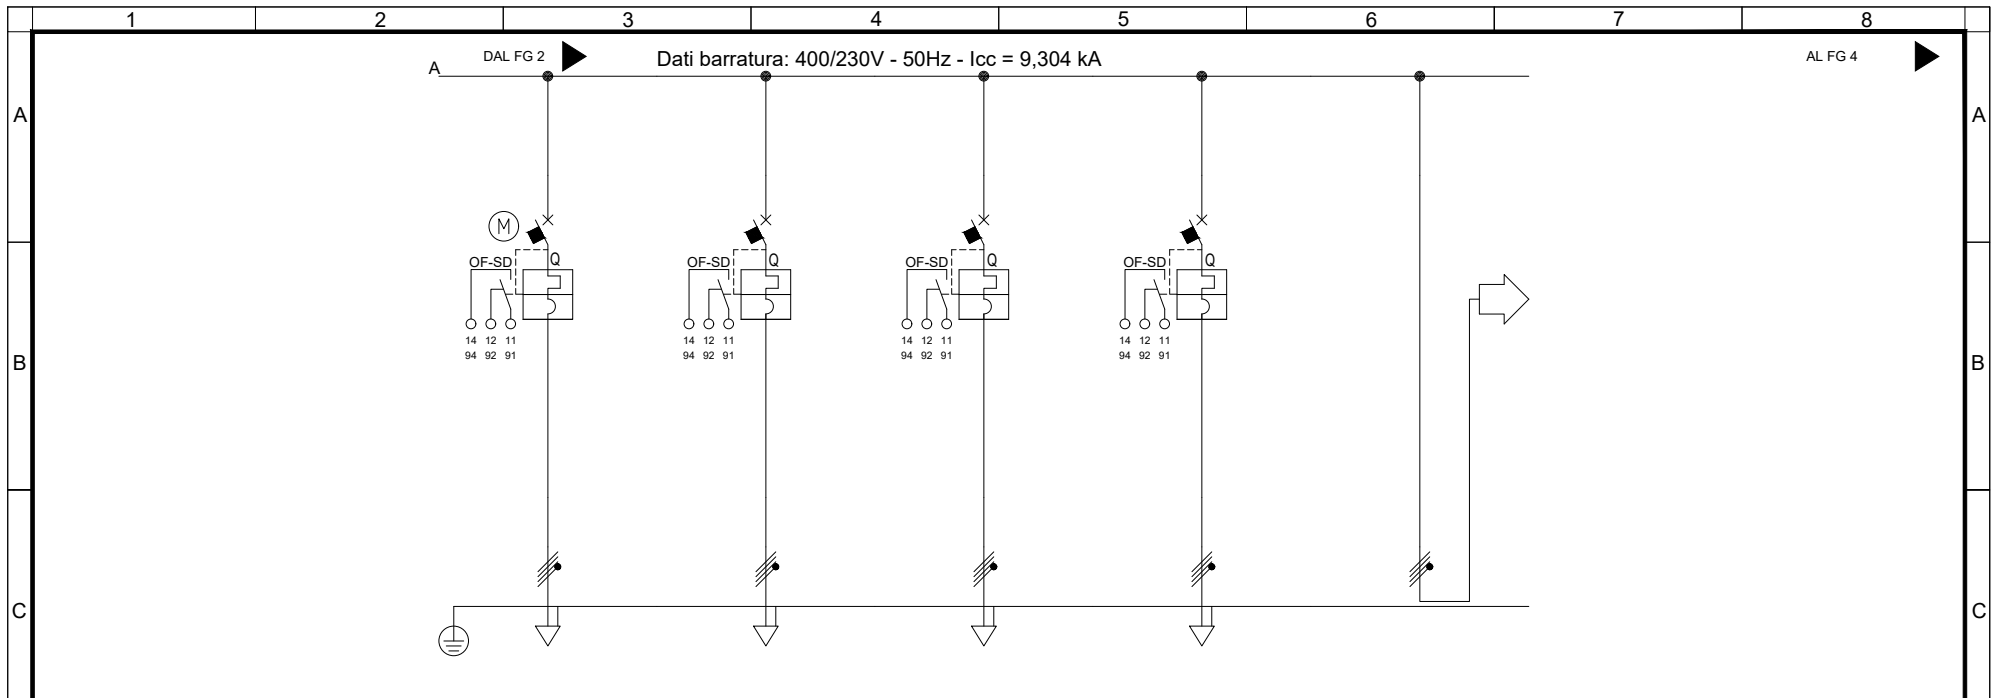 1 2 3 4 5 6 7 8
DAL FG 2 Dati barratura: 400/230V - 50Hz - Icc = 9,304 kA AL FG 4
A
A A
M
OF-SD Q OF-SD Q OF-SD Q OF-SD Q
14 12 11 14 12 11 14 12 11 14 12 11
94 92 91 94 92 91 94 92 91 94 92 91
B B
C C